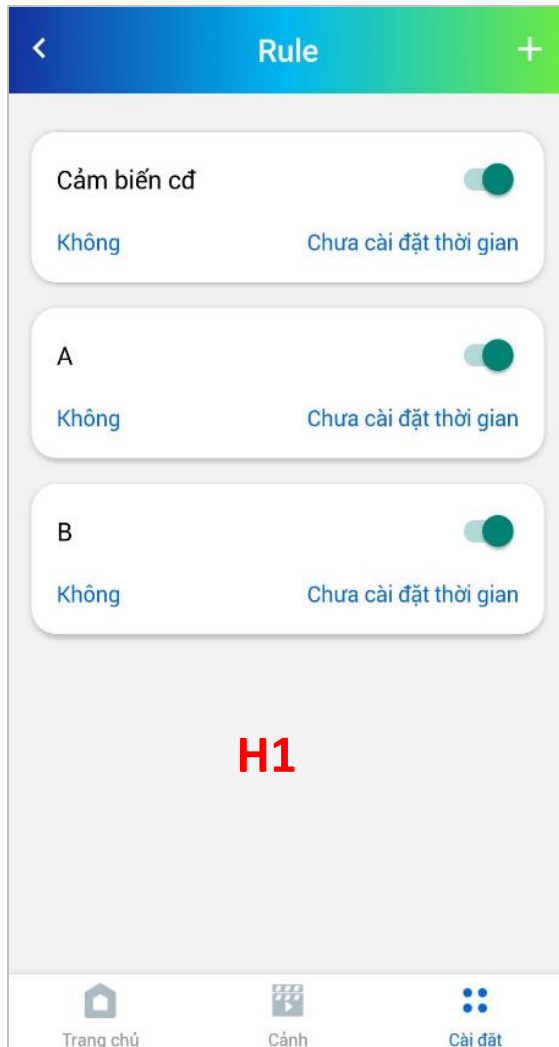 Rule
Cảm biến cđ
Không Chưa cài đặt thời gian
A
Không Chưa cài đặt thời gian
B
Không Chưa cài đặt thời gian
H1
Trang chủ Cảnh Cài đặt